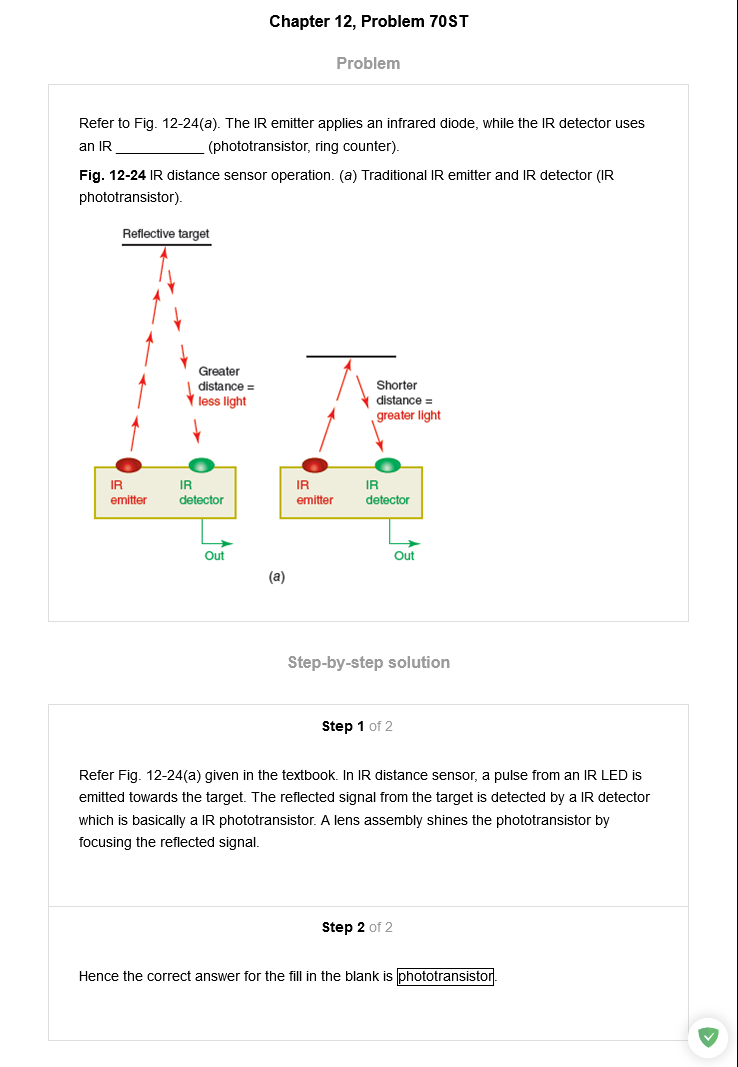 Chapter 12, Problem 70ST
Problem
Refer to Fig. 12-24(a). The IR emitter applies an infrared diode, while the IR detector uses
an IR ___________ (phototransistor, ring counter).
Fig. 12-24 IR distance sensor operation. (a) Traditional IR emitter and IR detector (IR
phototransistor).
Reflective target
Greater
distance =
less light
IR
emitter
IR
detector
Out
Shorter
distance =
greater light
IR
emitter
IR
detector
Out
(a)
Step-by-step solution
Step 1 of 2
Refer Fig. 12-24(a) given in the textbook. In IR distance sensor, a pulse from an IR LED is
emitted towards the target. The reflected signal from the target is detected by a IR detector
which is basically a IR phototransistor. A lens assembly shines the phototransistor by
focusing the reflected signal.
Step 2 of 2
Hence the correct answer for the fill in the blank is phototransistor.